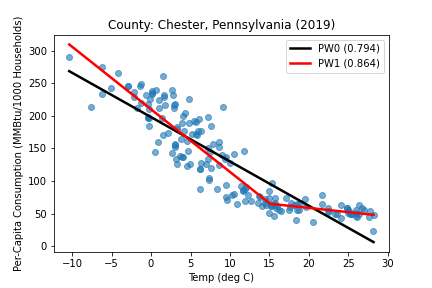 County: Chester, Pennsylvania (2019)
PW0 (0.794)
PW1 (0.864)
Per-Capita Consumption (MMBtu/1000 Households)
300
250
200
150
100
50
0
−10 −5 0 5 10 15 20 25 30
Temp (deg C)